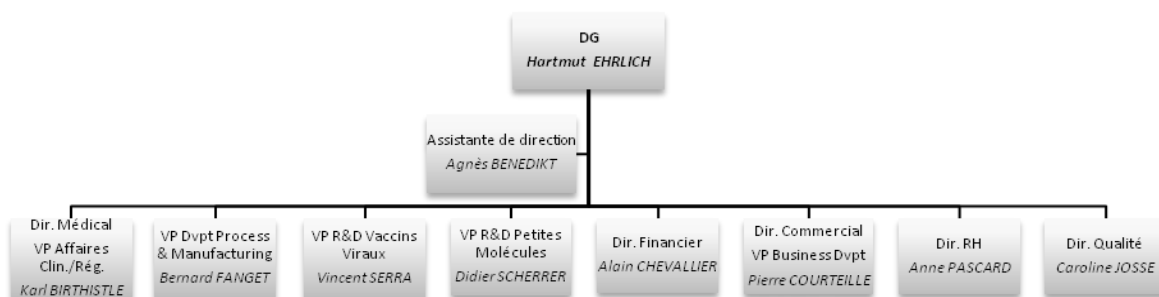 DG
Hartmut EHRLICH
Assistante de direction
Agnès BENEDIKT
Dir. Médical
VP Affaires
Clin./Rég.
Karl BIRTHISTLE
VP Dvpt Process
& Manufacturing
Bernard FANGET
VP R&D Vaccins
Viraux
Vincent SERRA
VP R&D Petites
Molécules
Didier SCHERRER
Dir. Financier
Alain CHEVALLIER
Dir. Commercial
VP Business Dvpt
Pierre COURTEILLE
Dir. RH
Anne PASCARD
Dir. Qualité
Caroline JOSSE